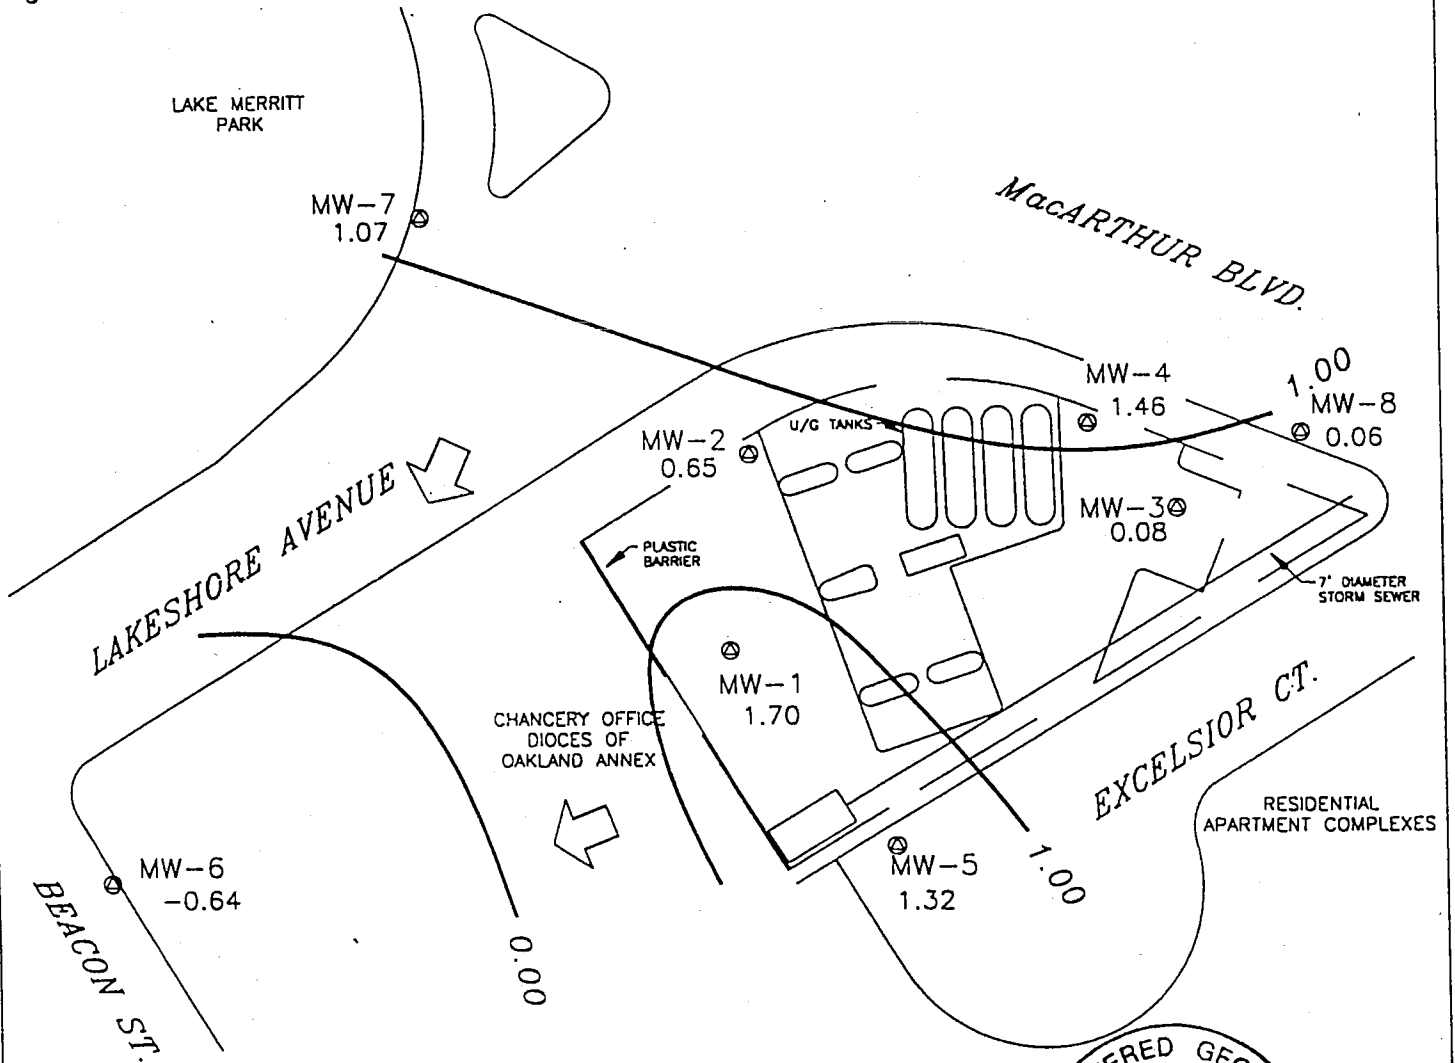 LAKE MERRITT
PARK
MW-7
1.07
MacARTHUR BLVD.
MW-4
1.46
1.00
MW-8
0.06
U/G TANKS
MW-2
0.65
MW-3
0.08
LAKESHORE AVENUE
PLASTIC
BARRIER
7' DIAMETER
STORM SEWER
MW-1
1.70
CHANCERY OFFICE
DIOCES OF
OAKLAND ANNEX
EXCELSIOR CT.
RESIDENTIAL
APARTMENT COMPLEXES
MW-6
-0.64
MW-5
1.32
1.00
BEACON ST.
0.00